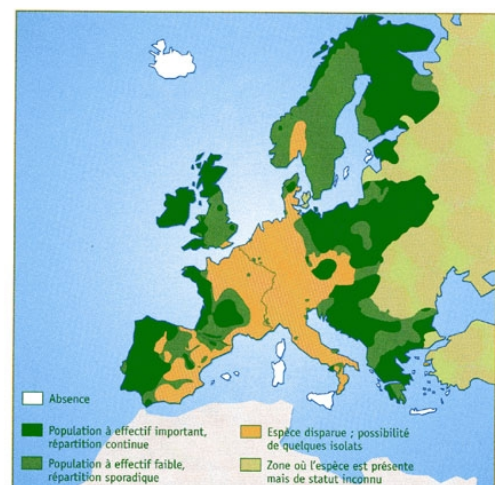 Absence
Population à effectif important,
répartition continue
Population à effectif faible,
répartition sporadique
Espèce disparue ; possibilité
de quelques isolats
Zone où l'espèce est présente
mais de statut inconnu